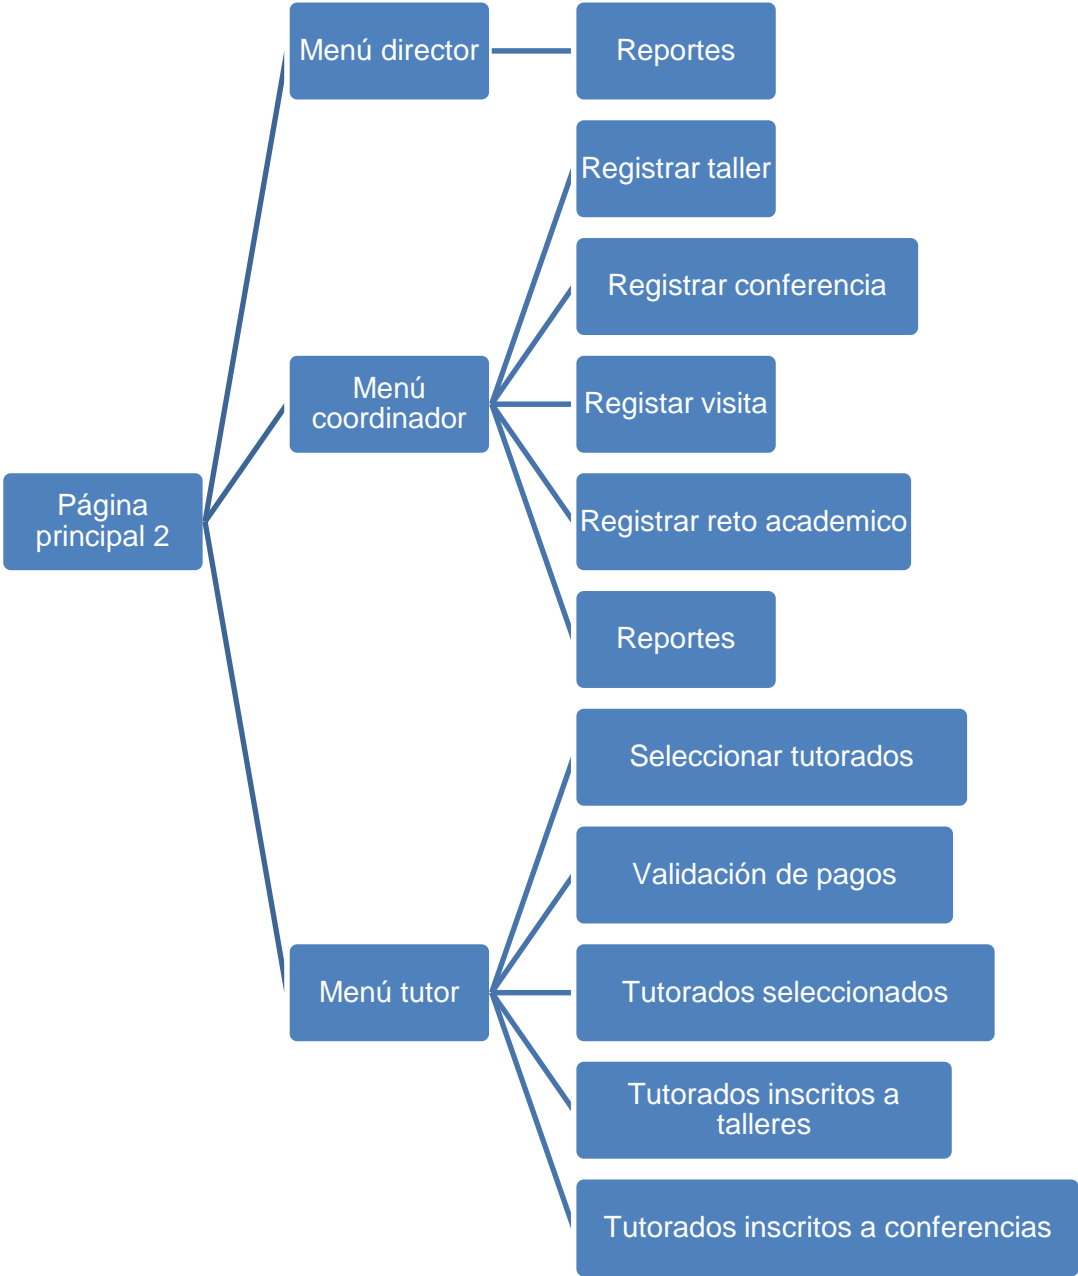 Menú director
Reportes
Registrar taller
Registrar conferencia
Menú
coordinador
Registar visita
Página
principal 2
Registrar reto academico
Reportes
Seleccionar tutorados
Validación de pagos
Menú tutor
Tutorados seleccionados
Tutorados inscritos a
talleres
Tutorados inscritos a conferencias